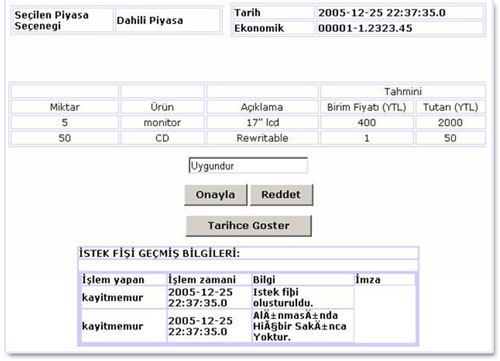 Seçilen Piyasa Seçenegi Dahili Piyasa
Tarih 2005-12-25 22:37:35.0
Ekonomik 00001-1.2323.45
Tahmini
Miktar Ürün Açıklama Birim Fiyatı (YTL) Tutarı (YTL)
5 monitor 17" lcd 400 2000
50 CD Rewritable 1 50
Uygundur
Onayla Reddet
Tarihce Goster
İSTEK FİŞİ GEÇMİŞ BİLGİLERİ:
İşlem yapan İşlem zamani Bilgi İmza
kayitmemur 2005-12-25 22:37:35.0 Istek fiþi olusturuldu.
kayitmemur 2005-12-25 22:37:35.0 AlÄ±nmasÄ±nda HiÃ§bir SakÄ±nca Yoktur.